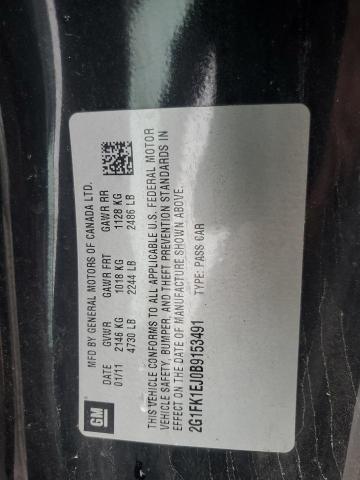 GM
MFD BY GENERAL MOTORS OF CANADA LTD.
DATE GVWR GAWR FRT GAWR RR
01/11 2146 KG 1018 KG 1128 KG
4730 LB 2244 LB 2486 LB
THIS VEHICLE CONFORMS TO ALL APPLICABLE U.S. FEDERAL MOTOR
VEHICLE SAFETY, BUMPER, AND THEFT PREVENTION STANDARDS IN
EFFECT ON THE DATE OF MANUFACTURE SHOWN ABOVE.
2G1FK1EJ0B9153491 TYPE: PASS CAR